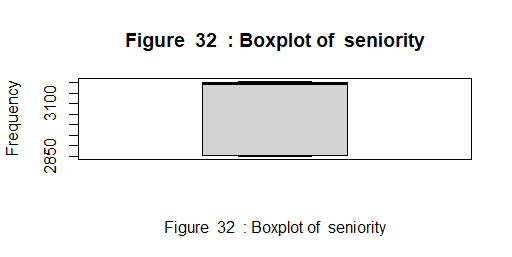 Figure 32 : Boxplot of seniority
Frequency
3100
2850
Figure 32 : Boxplot of seniority